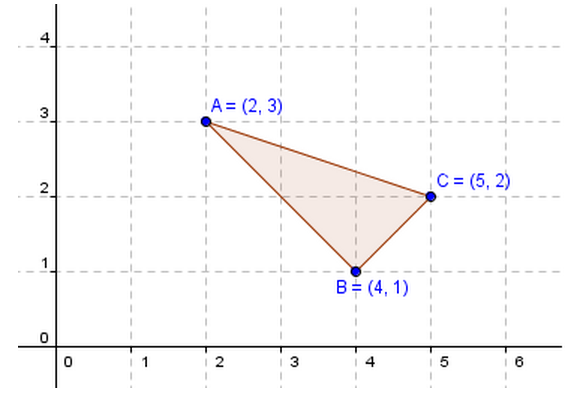 4
A = (2, 3)
3
C = (5, 2)
2
1
B = (4, 1)
0
0 1 2 3 4 5 6